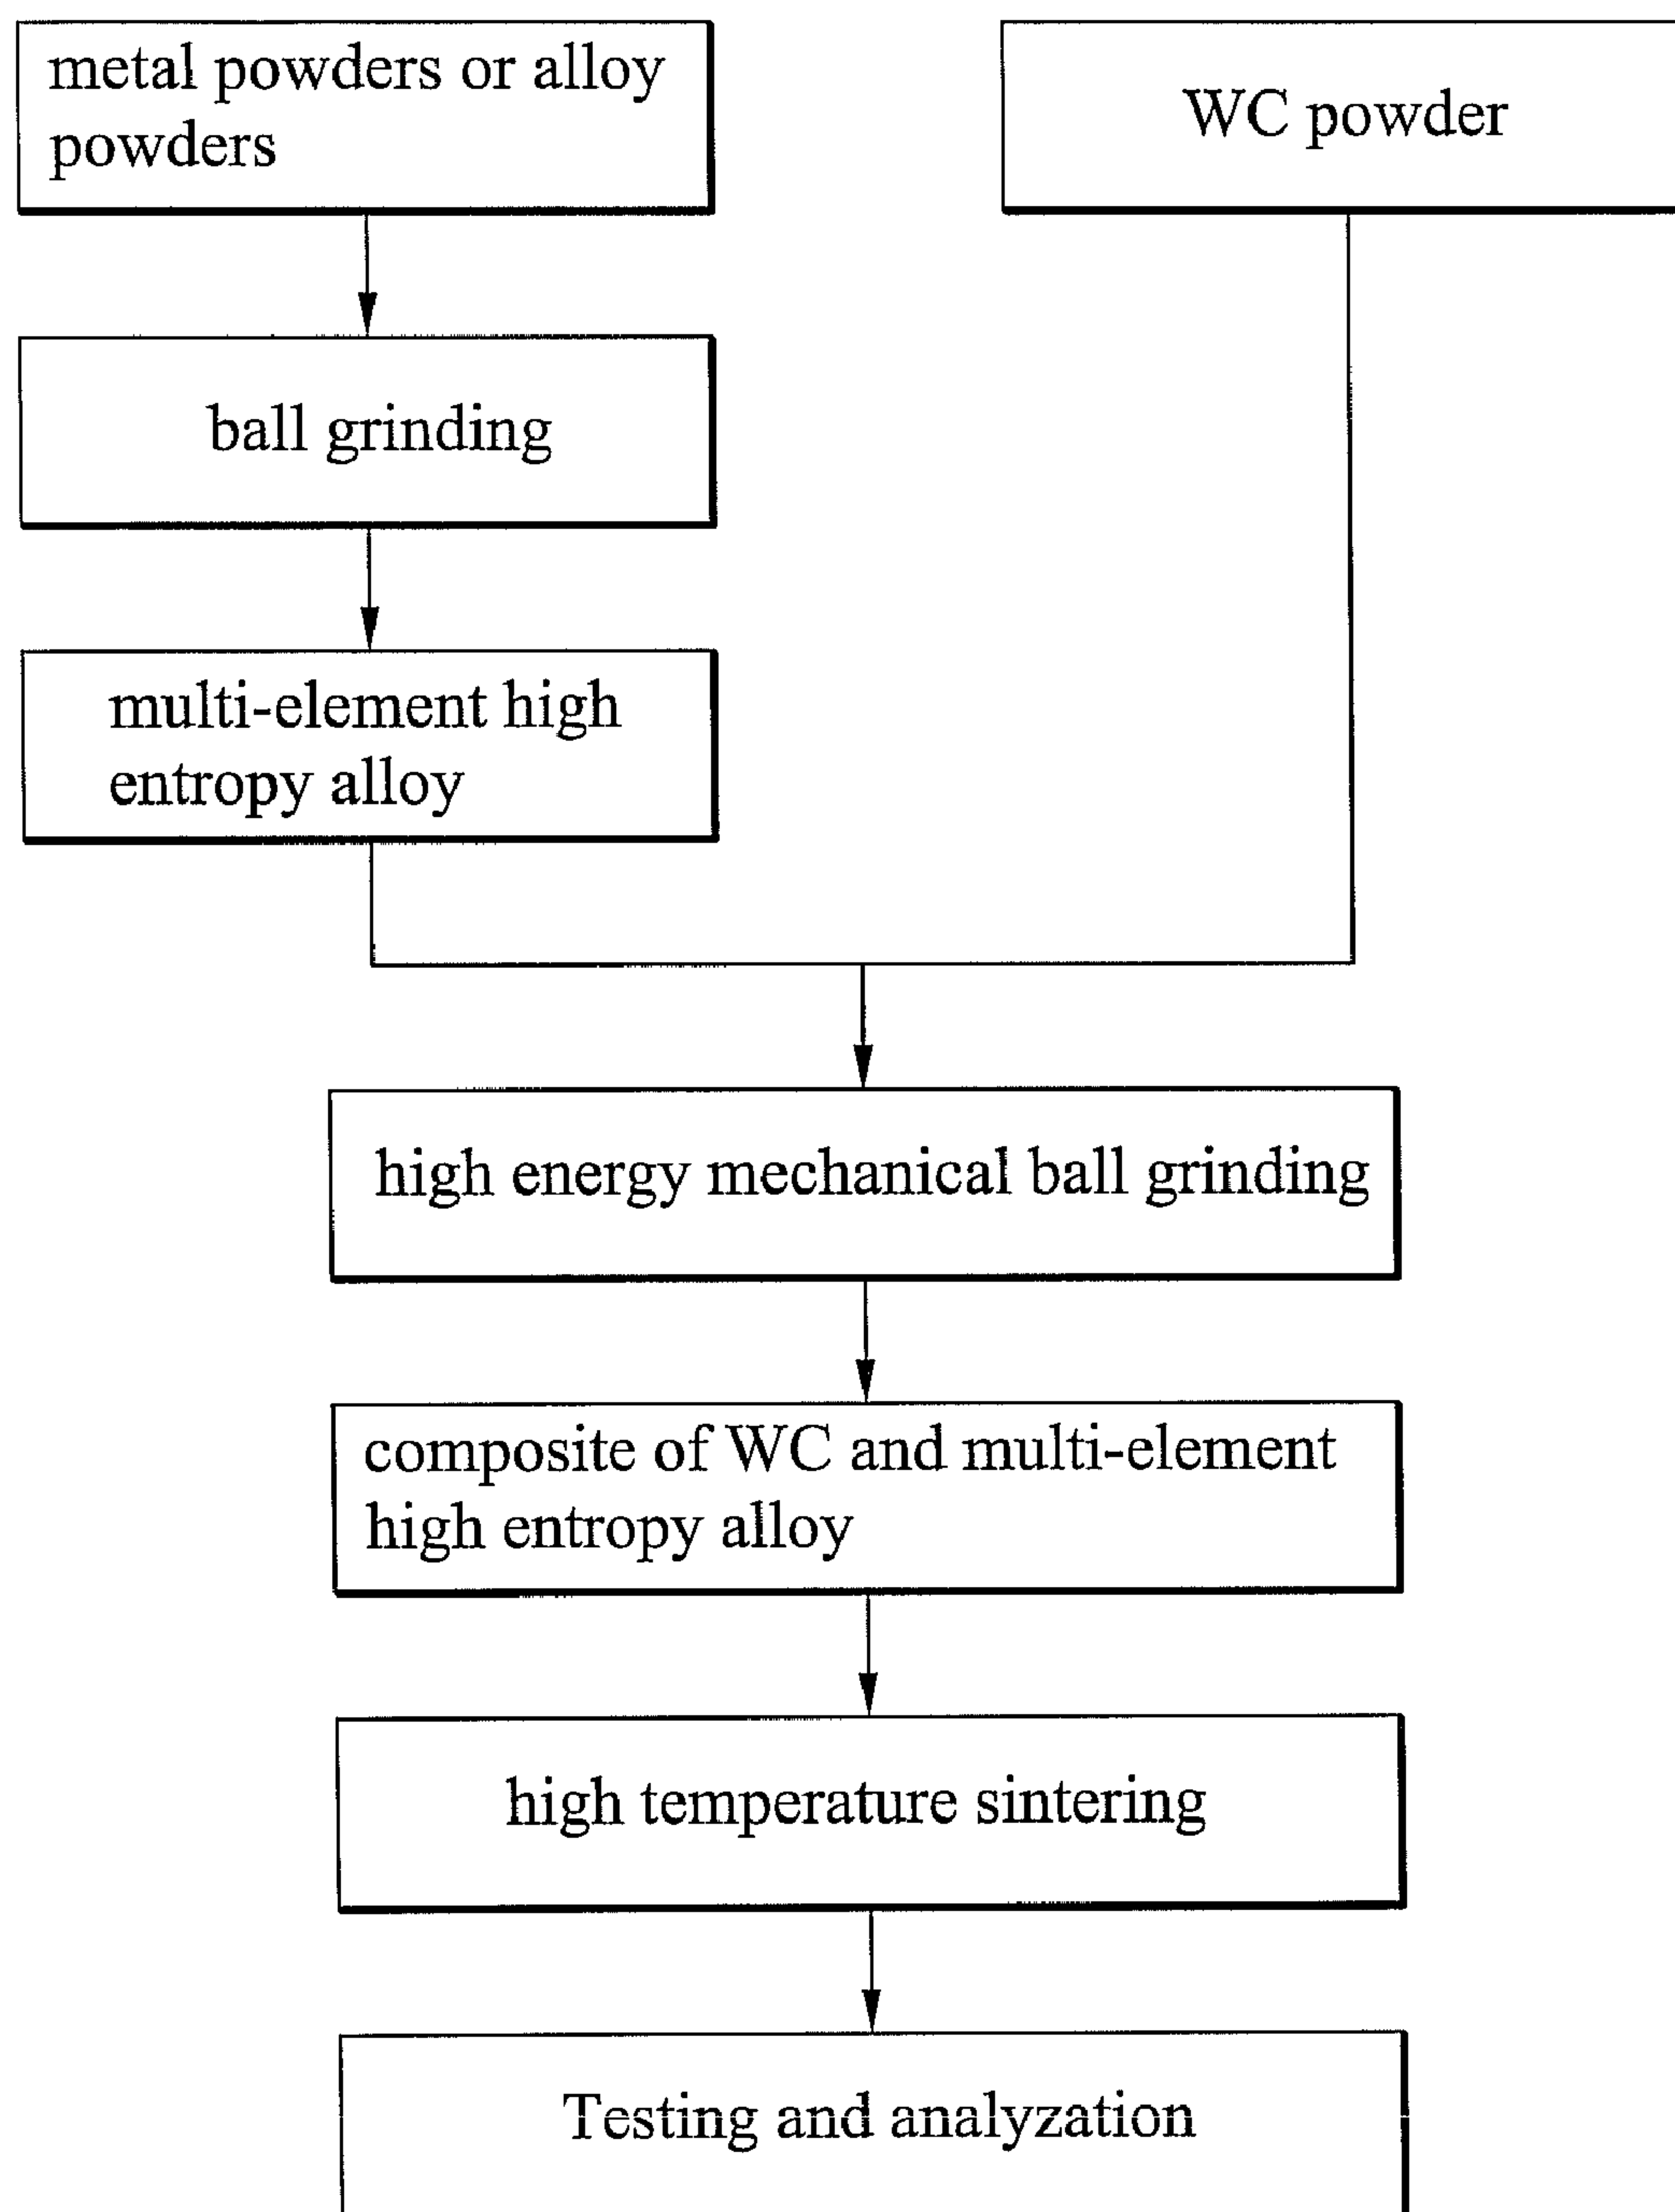 metal powders or alloy
powders
WC powder
ball grinding
multi-element high
entropy alloy
high energy mechanical ball grinding
composite of WC and multi-element
high entropy alloy
high temperature sintering
Testing and analyzation